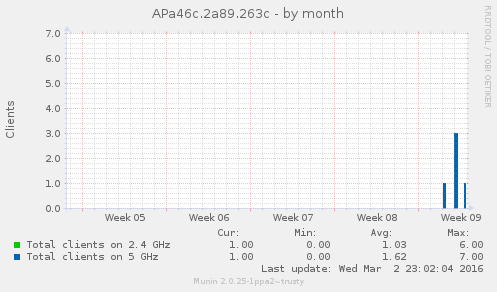 APa46c.2a89.263c - by month
RRDTOOL / TOBI OETIKER
Clients
7.0
6.0
5.0
4.0
3.0
2.0
1.0
0.0
Week 05 Week 06 Week 07 Week 08 Week 09
Cur: Min: Avg: Max:
Total clients on 2.4 GHz 1.00 0.00 1.03 6.00
Total clients on 5 GHz 1.00 0.00 1.62 7.00
Last update: Wed Mar 2 23:02:04 2016
Munin 2.0.25-1ppa2~trusty